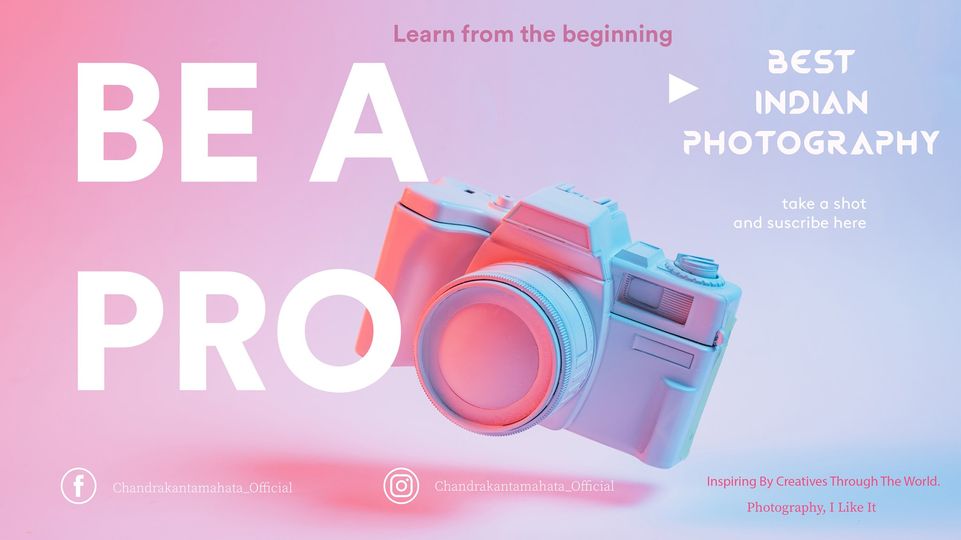 Learn from the beginning
BE A
PRO
BEST
INDIAN
PHOTOGRAPHY
take a shot
and suscribe here
Chandrakantamahata_Official
Chandrakantamahata_Official
Inspiring By Creatives Through The World.
Photography, I Like It